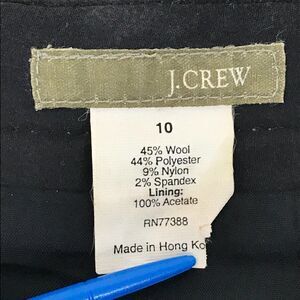 J.CREW
10
45% Wool
44% Polyester
9% Nylon
2% Spandex
Lining:
100% Acetate
RN77388
Made in Hong Ko